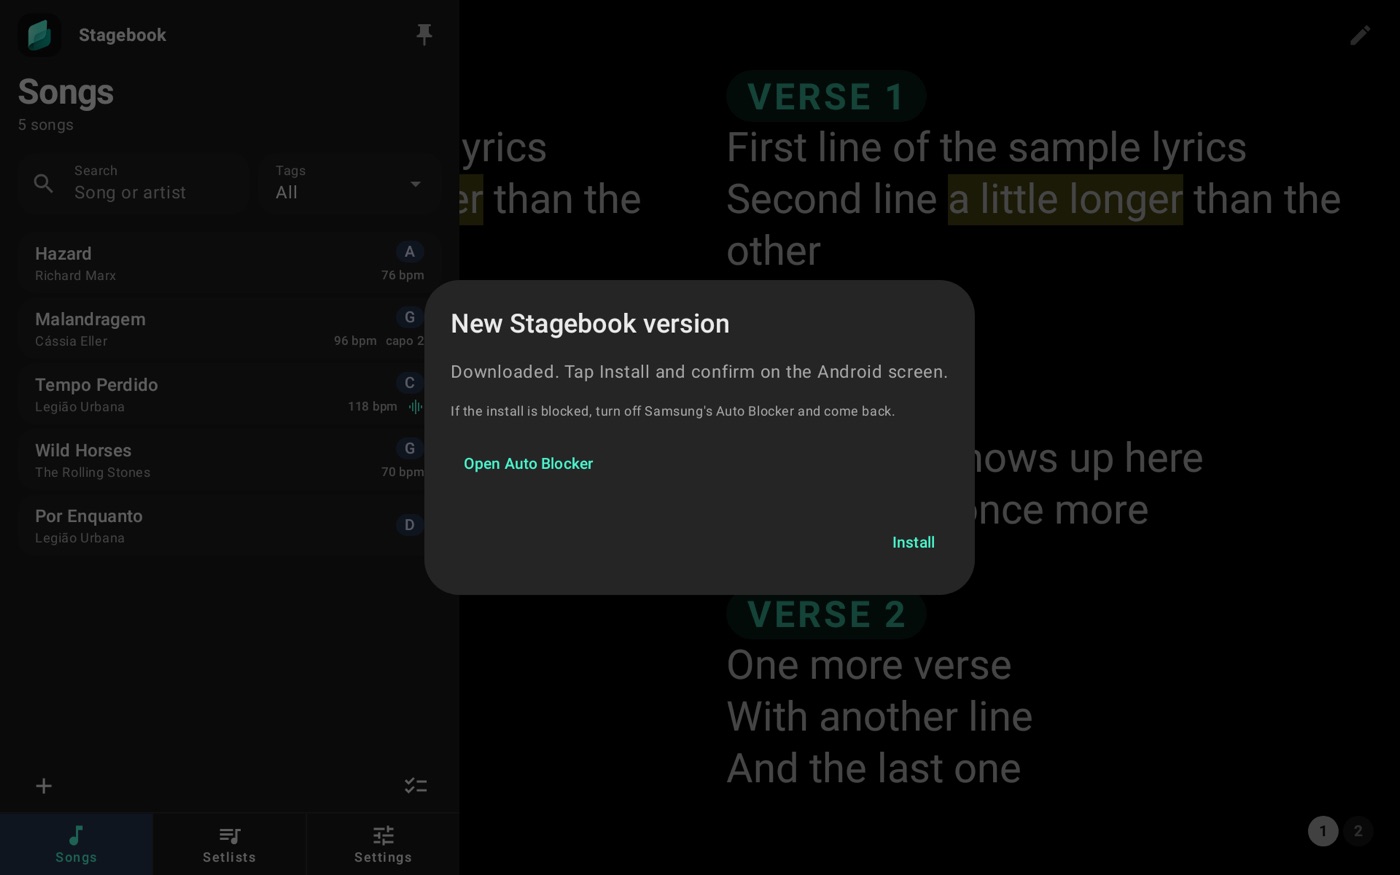 Stagebook
Songs
5 songs
Search
Song or artist
Tags
All
Hazard
A
Richard Marx
76 bpm
Malandragem
G
Cássia Eller
96 bpm capo 2
Tempo Perdido
C
Legião Urbana
118 bpm
Wild Horses
G
The Rolling Stones
70 bpm
Por Enquanto
D
Legião Urbana
Songs
Setlists
Settings
than the
VERSE 1
First line of the sample lyrics
Second line a little longer than the
other
New Stagebook version
Downloaded. Tap Install and confirm on the Android screen.
If the install is blocked, turn off Samsung's Auto Blocker and come back.
Open Auto Blocker
Install
up here
once more
VERSE 2
One more verse
With another line
And the last one
1
2